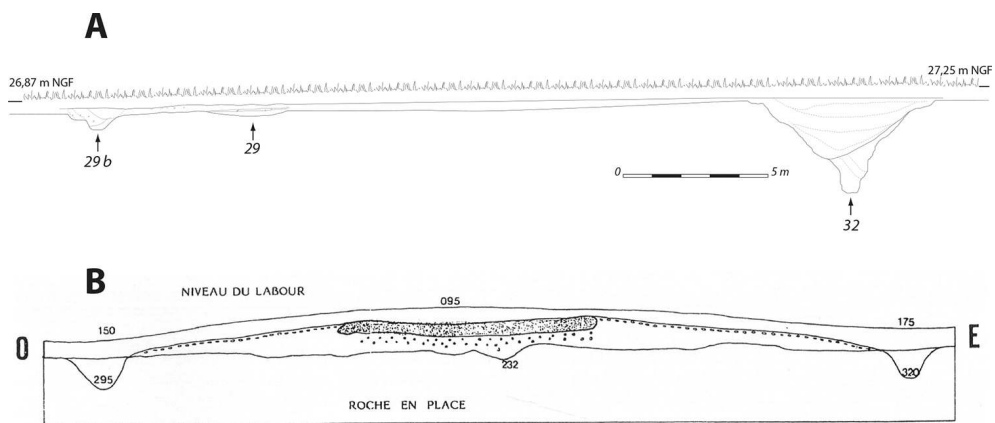 A
26,87 m NGF
27,25 m NGF
29 b
29
0
5 m
32
B
NIVEAU DU LABOUR
095
150
175
O
E
295
232
320
ROCHE EN PLACE